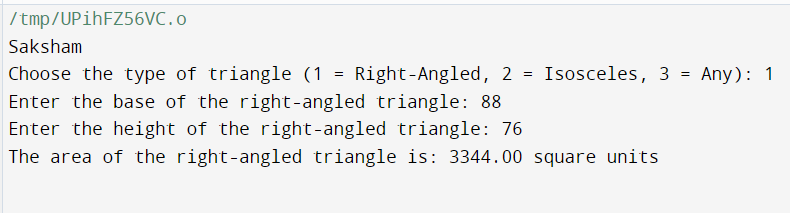 /tmp/UPihFZ56VC.o
Saksham
Choose the type of triangle (1 = Right-Angled, 2 = Isosceles, 3 = Any): 1
Enter the base of the right-angled triangle: 88
Enter the height of the right-angled triangle: 76
The area of the right-angled triangle is: 3344.00 square units